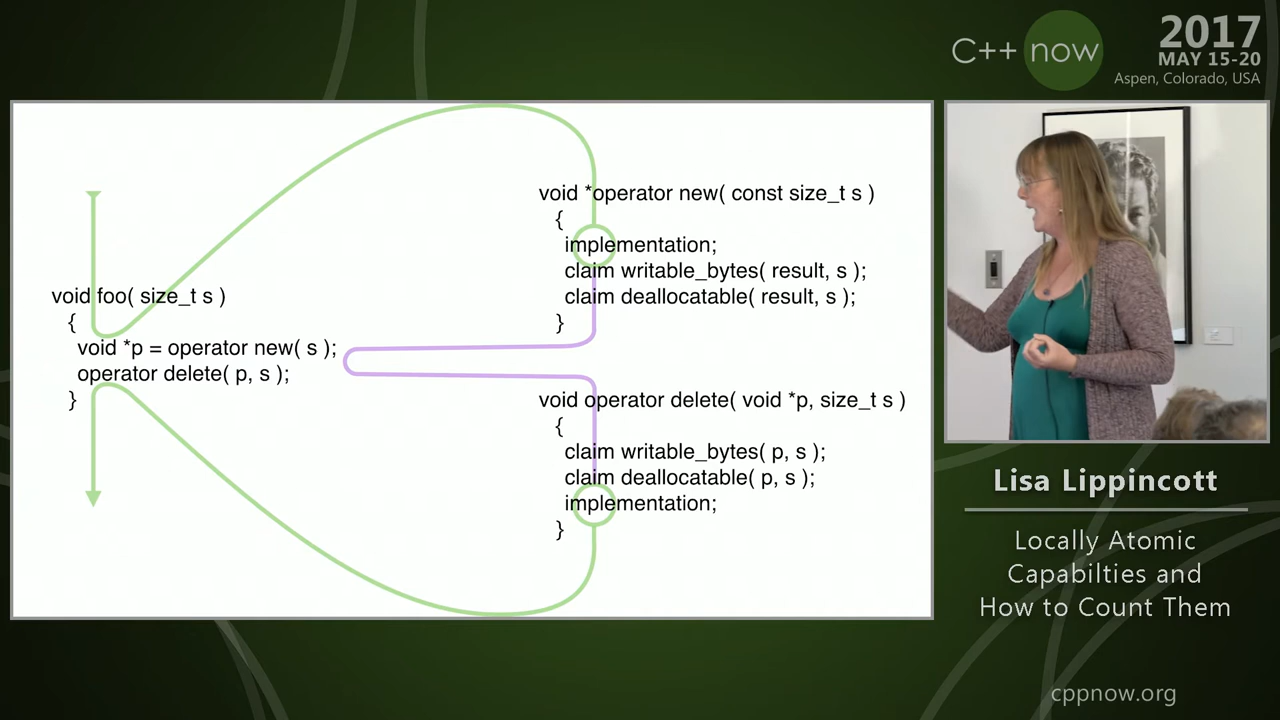 C++ now
2017
MAY 15-20
Aspen, Colorado, USA
void foo( size_t s )
{
void *p = operator new( s );
operator delete( p, s );
}
void *operator new( const size_t s )
{
implementation;
claim writable_bytes( result, s );
claim deallocatable( result, s );
}
void operator delete( void *p, size_t s )
{
claim writable_bytes( p, s );
claim deallocatable( p, s );
implementation;
}
Lisa Lippincott
Locally Atomic
Capabilties and
How to Count Them
cppnow.org